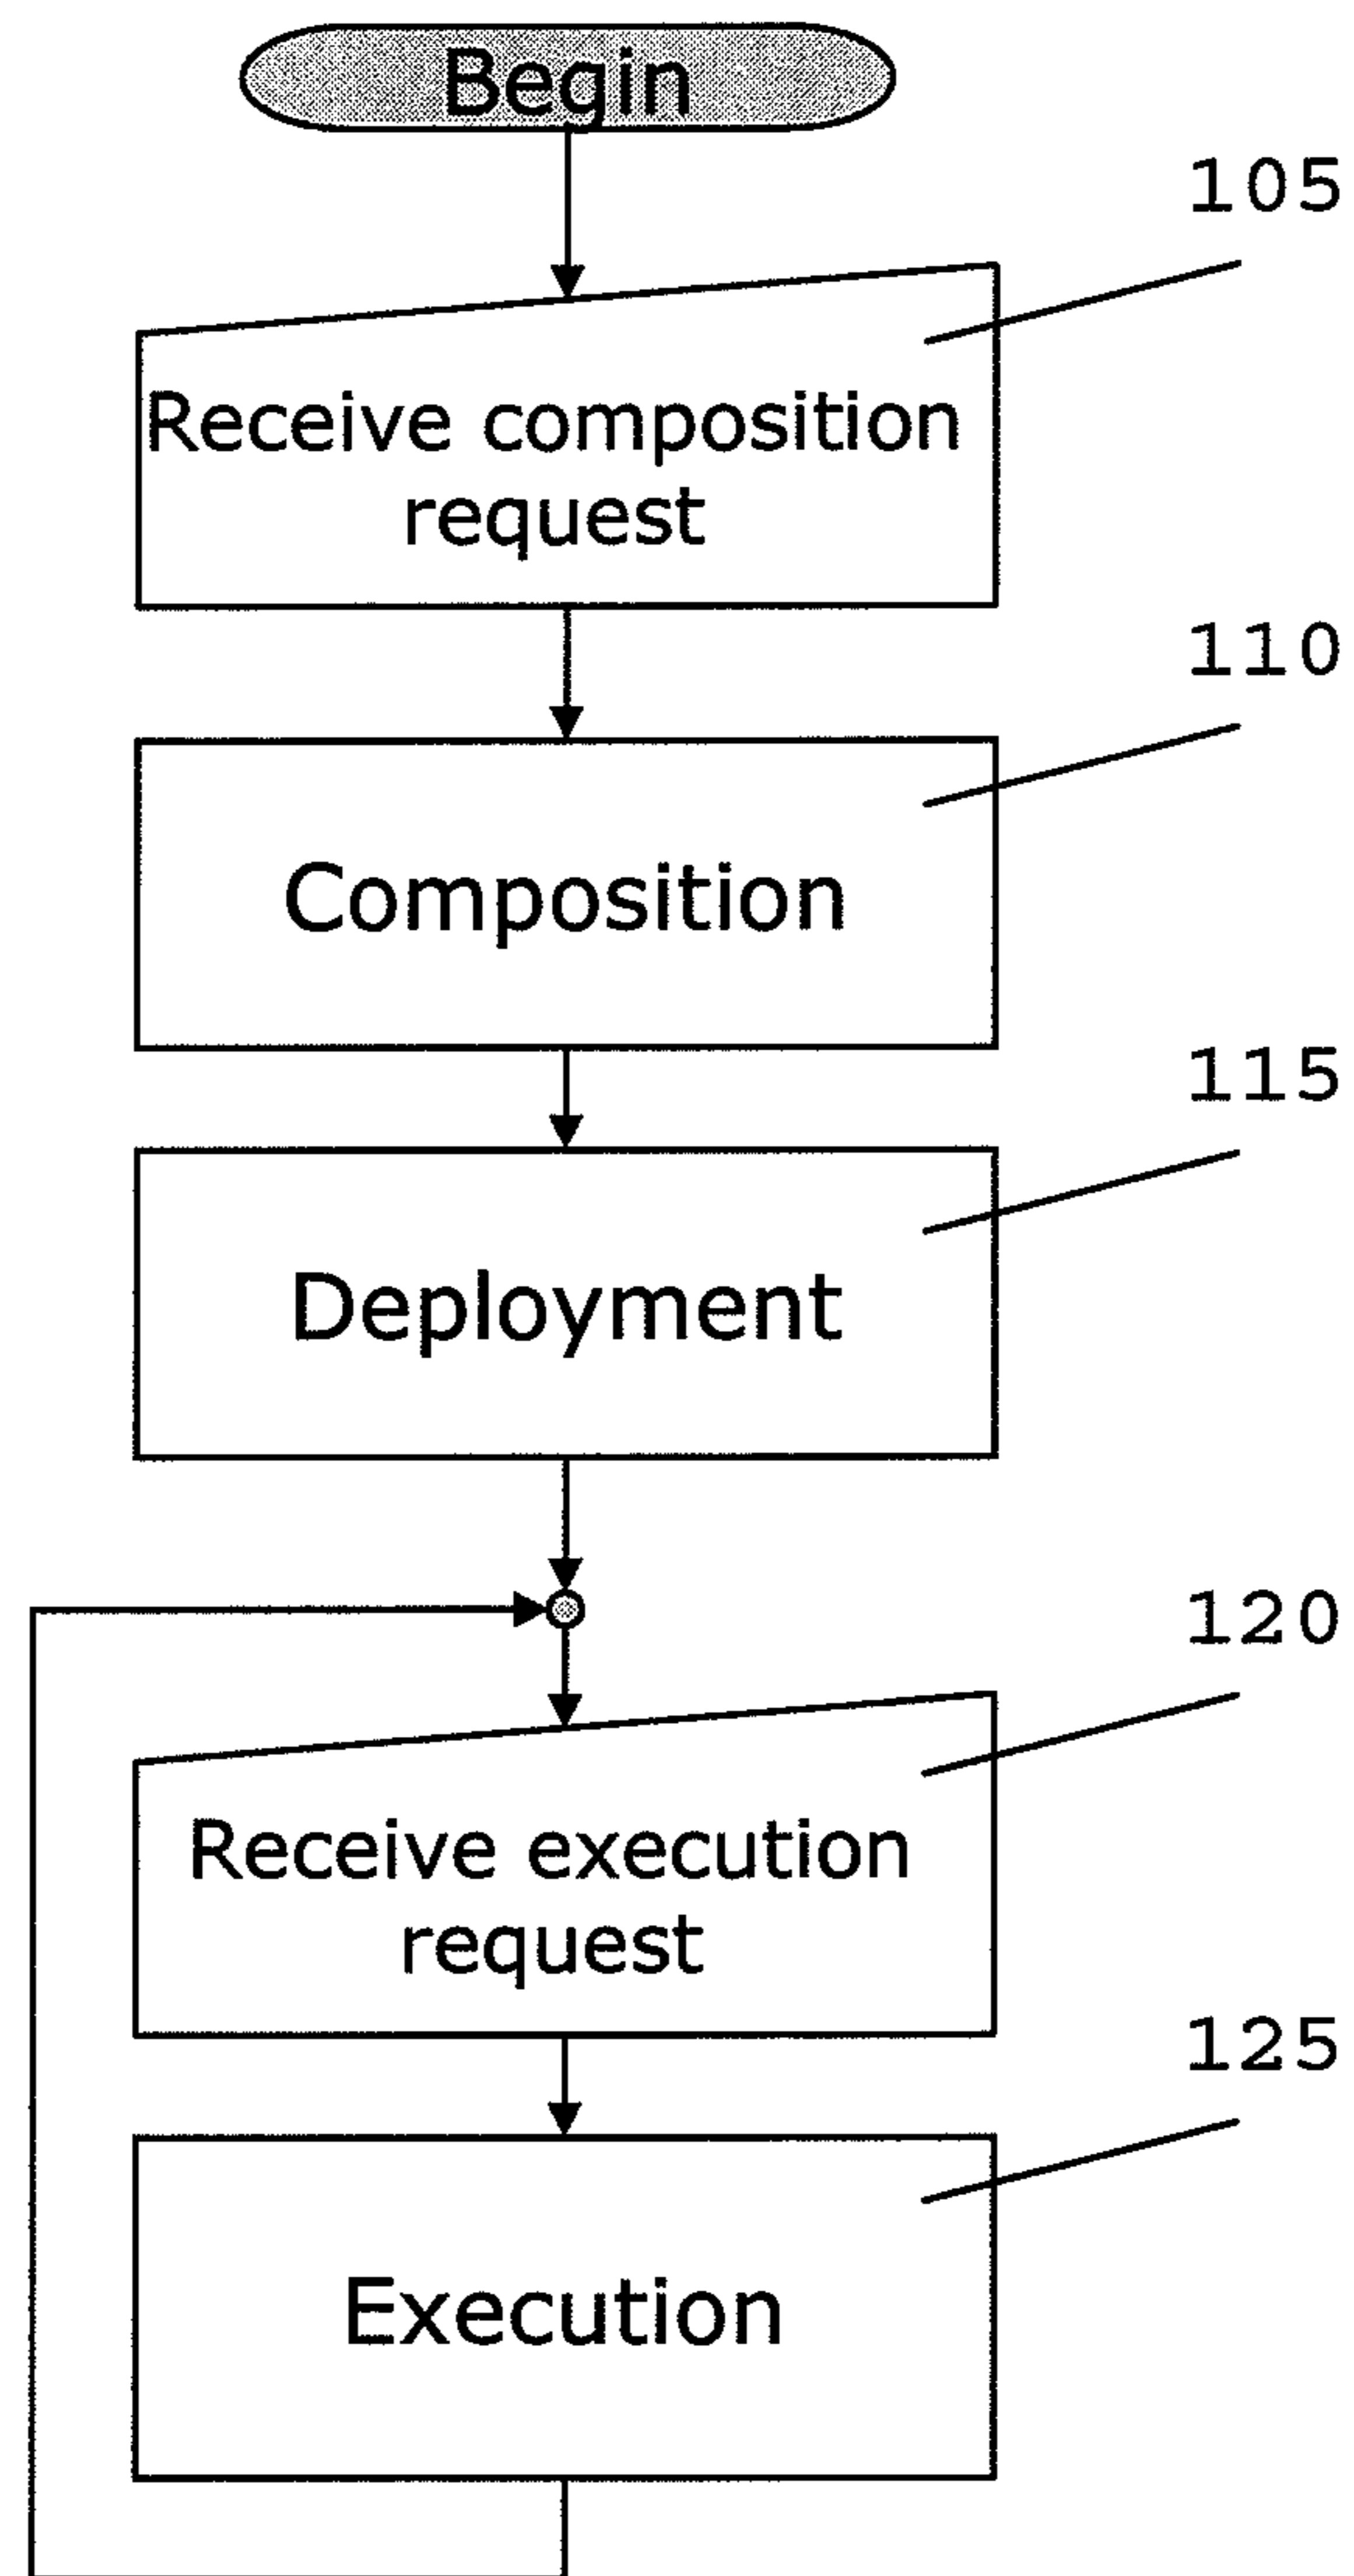 Begin
105
Receive composition
request
110
Composition
115
Deployment
120
Receive execution
request
125
Execution